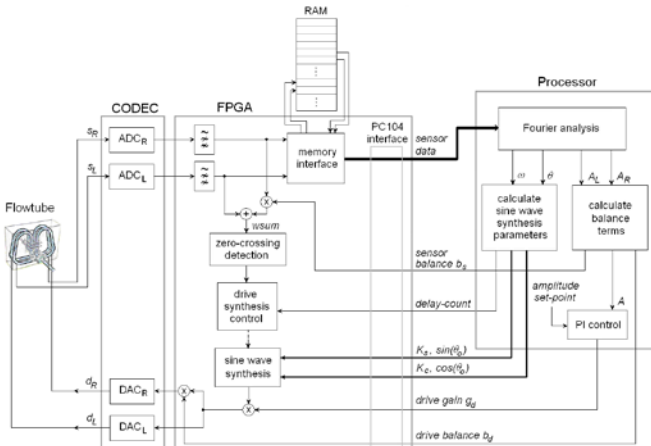 RAM
Processor
CODEC
FPGA
PC104
interface
sensor
data
Fourier analysis
s_R
ADC_R
s_L
ADC_L
memory
interface
ω
θ
A_L
A_R
calculate
sine wave
synthesis
parameters
calculate
balance
terms
Flowtube
x
+
wsum
zero-crossing
detection
sensor
balance b_s
amplitude
set-point
A
drive
synthesis
control
delay-count
PI control
sine wave
synthesis
K_s, sin(θ_o)
K_c, cos(θ_o)
d_R
DAC_R
x
x
drive gain g_d
d_L
DAC_L
drive balance b_d